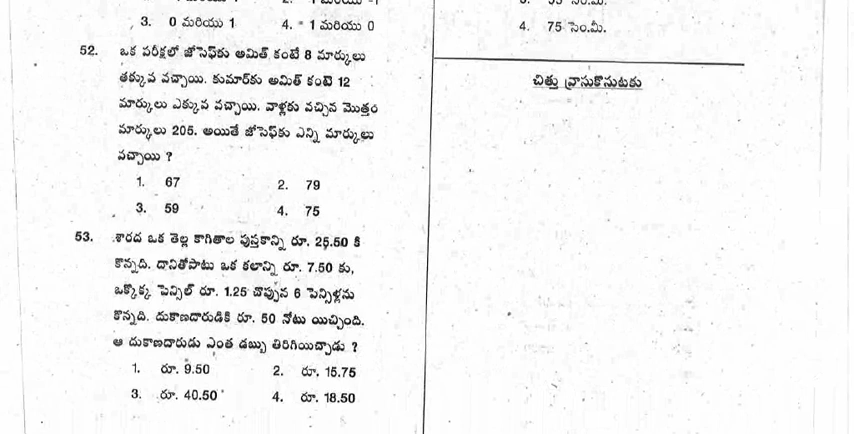 3. 0 మరియు 1
4. 1 మరియు 0
52. ఒక పరీక్షలో జోసెఫ్‌కు అమిత్ కంటే 8 మార్కులు
తక్కువ వచ్చాయి. కుమార్‌కు అమిత్ కంటె 12
మార్కులు ఎక్కువ వచ్చాయి. వాళ్లకు వచ్చిన మొత్తం
మార్కులు 205. అయితే జోసెఫ్‌కు ఎన్ని మార్కులు
వచ్చాయి ?
1. 67
2. 79
3. 59
4. 75
53. శారద ఒక తెల్ల కాగితాల పుస్తకాన్ని రూ. 25.50 కి
కొన్నది. దానితోపాటు ఒక కలాన్ని రూ. 7.50 కు,
ఒక్కొక్క పెన్సిల్ రూ. 1.25 చొప్పున 6 పెన్సిళ్లను
కొన్నది. దుకాణదారుడికి రూ. 50 నోటు యిచ్చింది.
ఆ దుకాణదారుడు ఎంత డబ్బు తిరిగియిచ్చాడు ?
1. రూ. 9.50
2. రూ. 15.75
3. రూ. 40.50
4. రూ. 18.50
4. 75 సెం.మీ.
చిత్తు వ్రాసుకొనుటకు